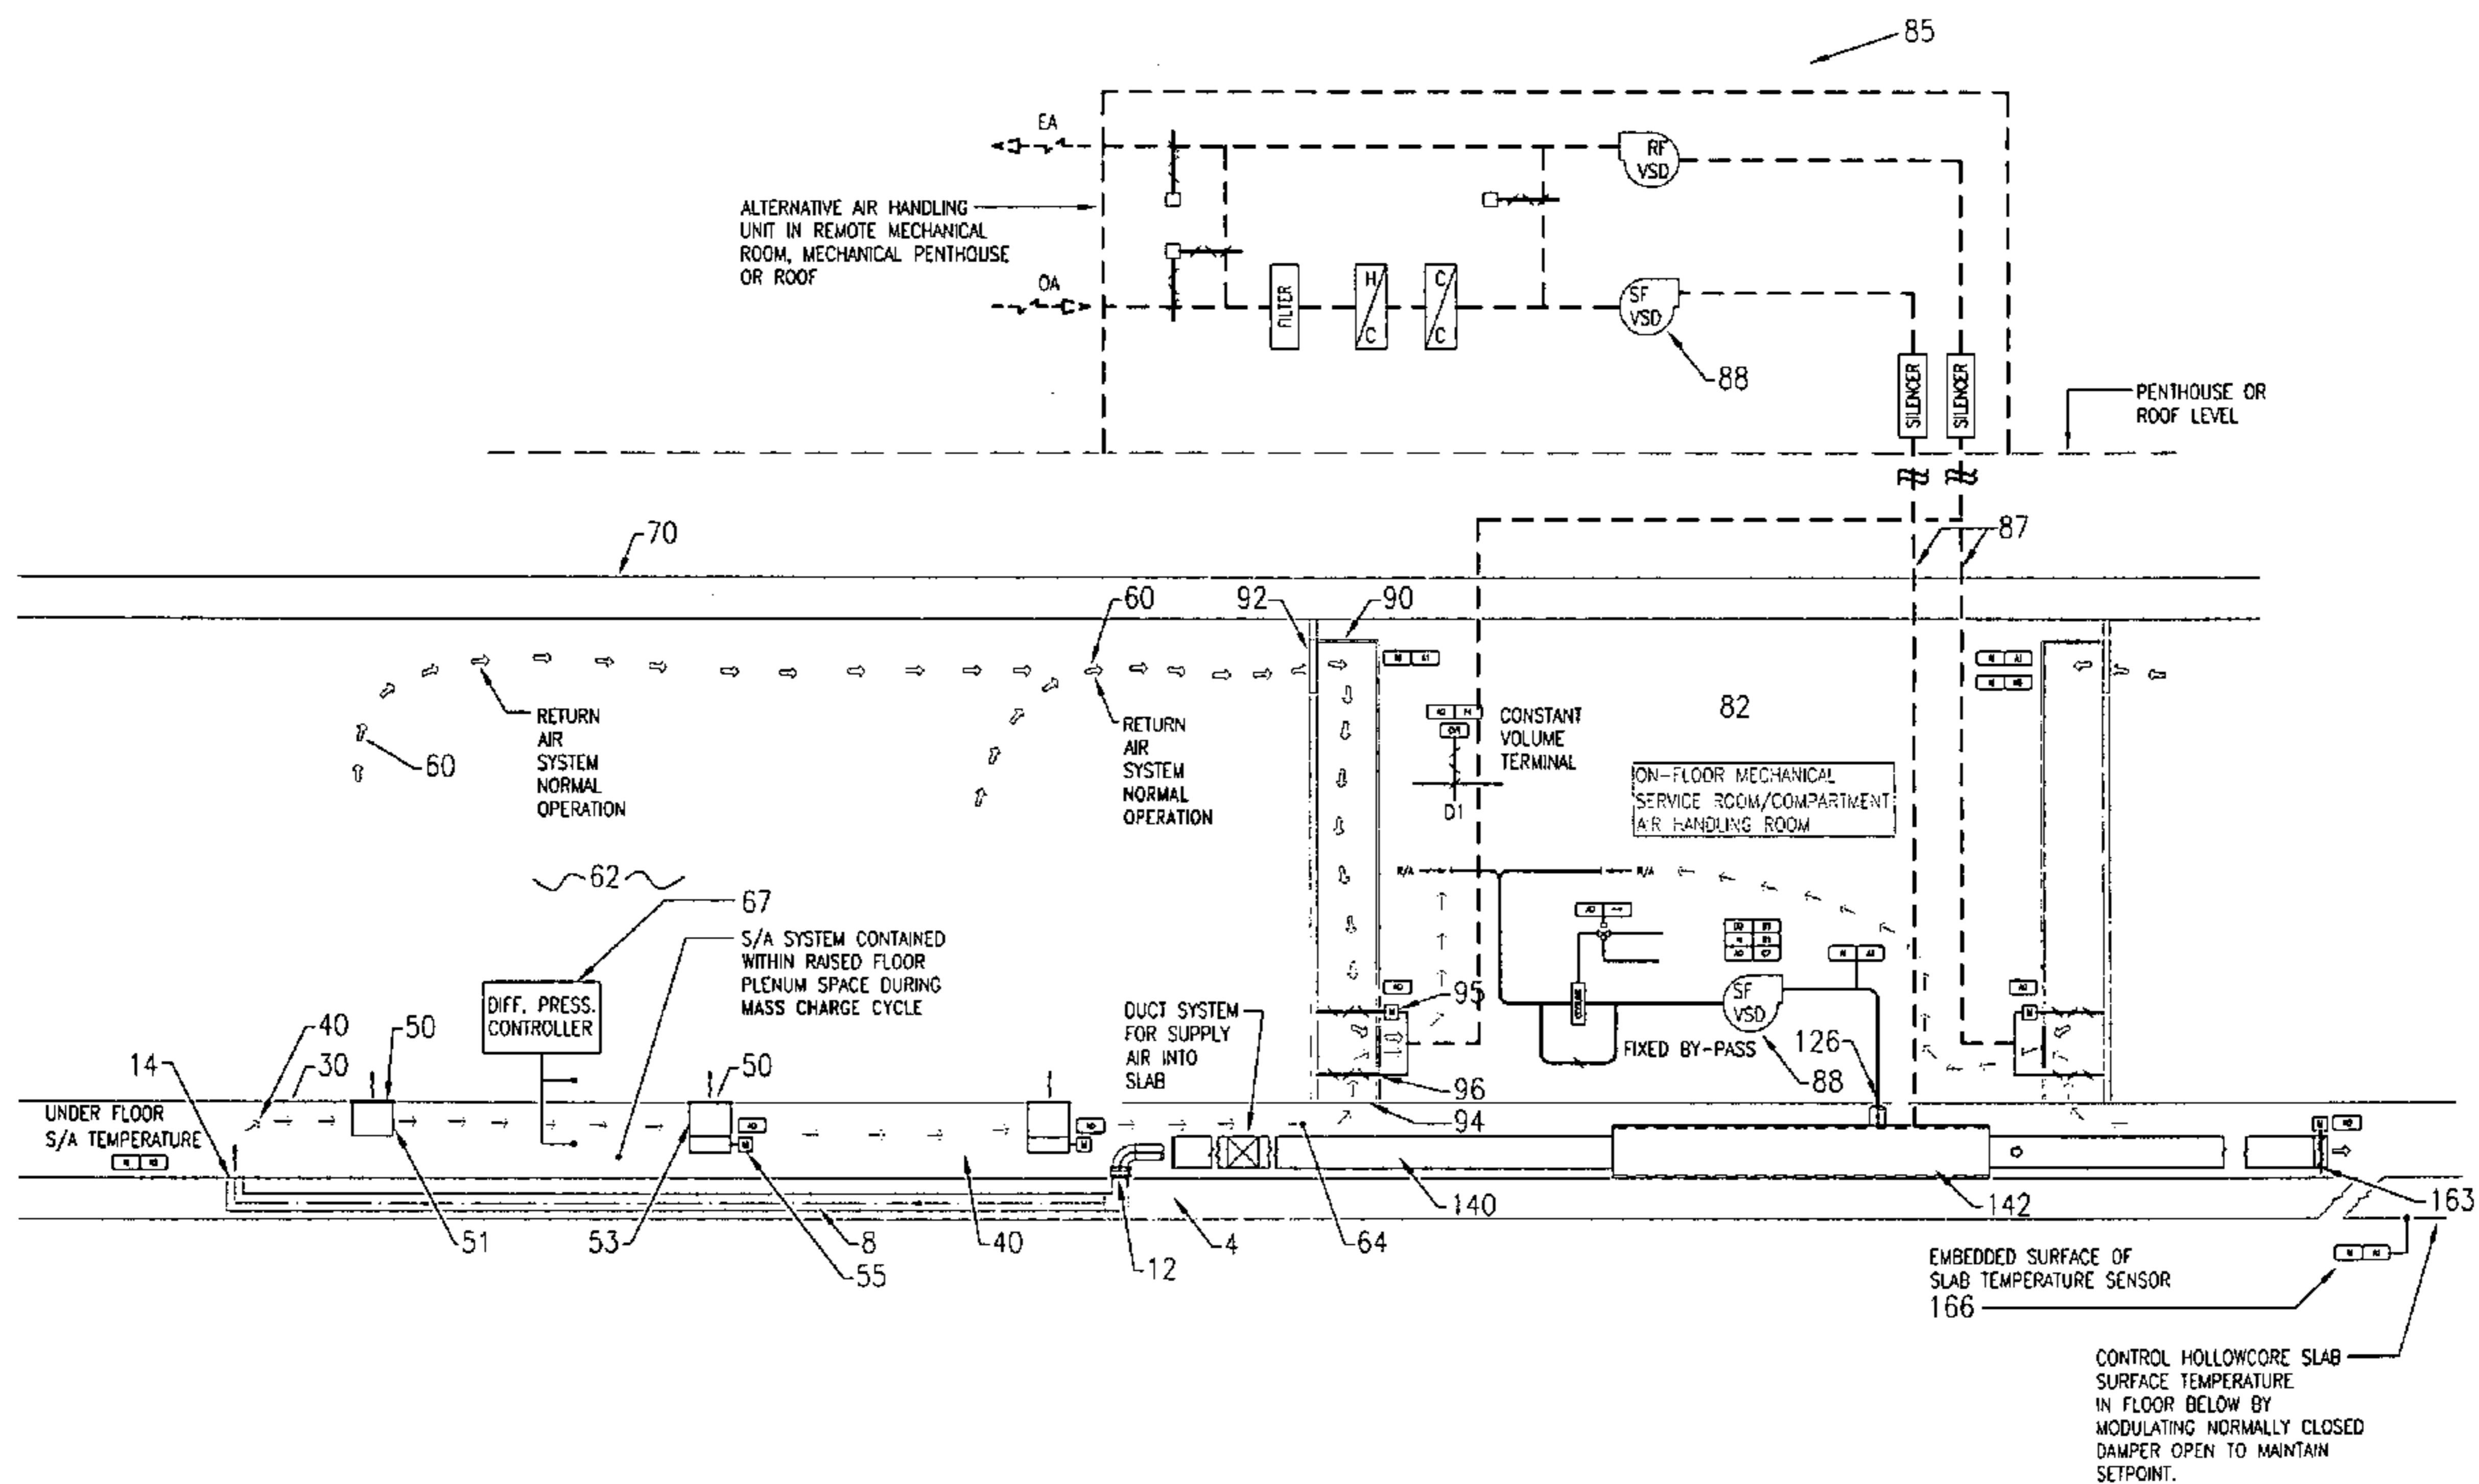 85
EA
RF
VSD
ALTERNATIVE AIR HANDLING
UNIT IN REMOTE MECHANICAL
ROOM, MECHANICAL PENTHOUSE
OR ROOF
OA
FILTER
H/C
C/C
SF
VSD
88
SILENCER
SILENCER
PENTHOUSE OR
ROOF LEVEL
70
87
60
92
90
RETURN
AIR
SYSTEM
NORMAL
OPERATION
60
RETURN
AIR
SYSTEM
NORMAL
OPERATION
CONSTANT
VOLUME
TERMINAL
D1
82
ON-FLOOR MECHANICAL
SERVICE ROOM/COMPARTMENT
AIR HANDLING ROOM
R/A
R/A
62
67
S/A SYSTEM CONTAINED
WITHIN RAISED FLOOR
PLENUM SPACE DURING
MASS CHARGE CYCLE
DIFF. PRESS.
CONTROLLER
40
50
14
30
50
DUCT SYSTEM
FOR SUPPLY
AIR INTO
SLAB
95
96
94
SF
VSD
FIXED BY-PASS
126
88
UNDER FLOOR
S/A TEMPERATURE
51
53
8
55
40
12
4
64
140
142
163
EMBEDDED SURFACE OF
SLAB TEMPERATURE SENSOR
166
CONTROL HOLLOWCORE SLAB
SURFACE TEMPERATURE
IN FLOOR BELOW BY
MODULATING NORMALLY CLOSED
DAMPER OPEN TO MAINTAIN
SETPOINT.